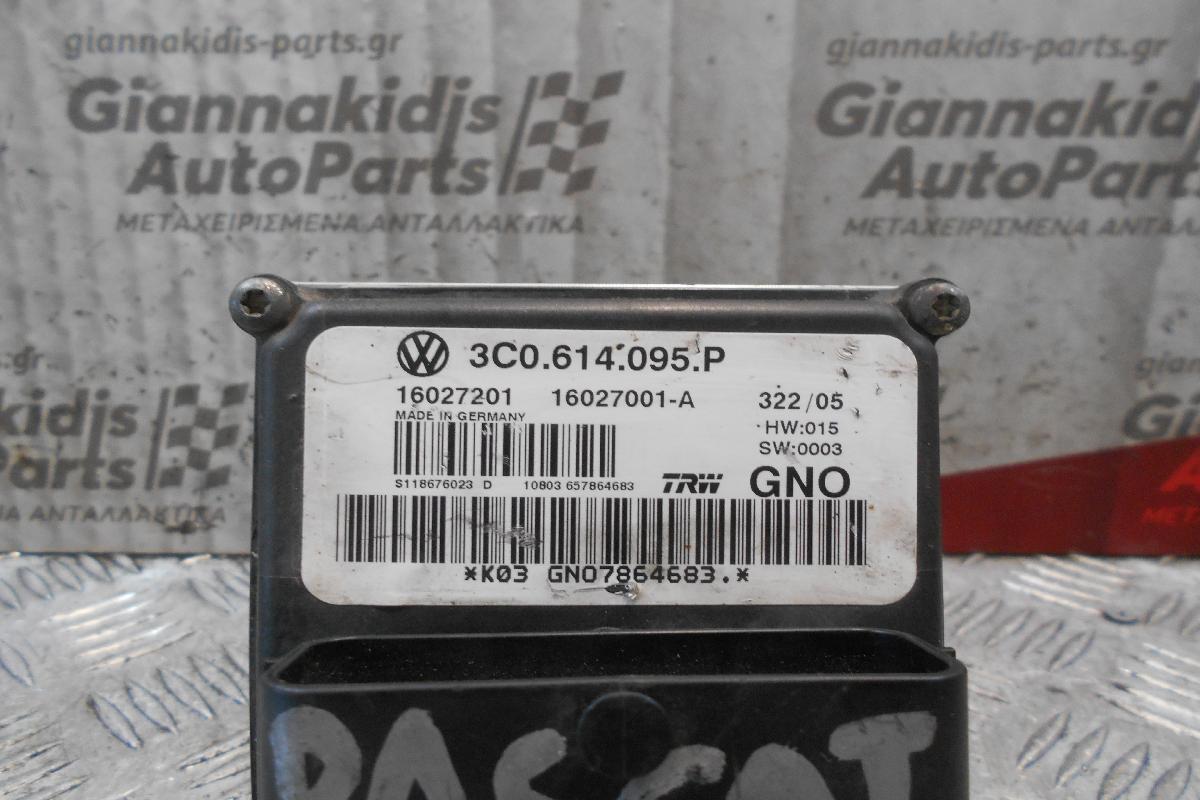 giannakidis-parts.gr
giannakidis-parts.gr
Giannakidis
AutoParts
ΜΕΤΑΧΕΙΡΙΣΜΕΝΑ ΑΝΤΑΛΛΑΚΤΙΚΑ
Giannakidis
AutoParts
ΜΕΤΑΧΕΙΡΙΣΜΕΝΑ ΑΝΤΑΛΛΑΚΤΙΚΑ
3C0.614.095.P
16027201 16027001-A 322/05
MADE IN GERMANY
HW:015
SW:0003
S118676023 D 10803 657864683
TRW GNO
*K03 GNO7864683.*
PASSAT